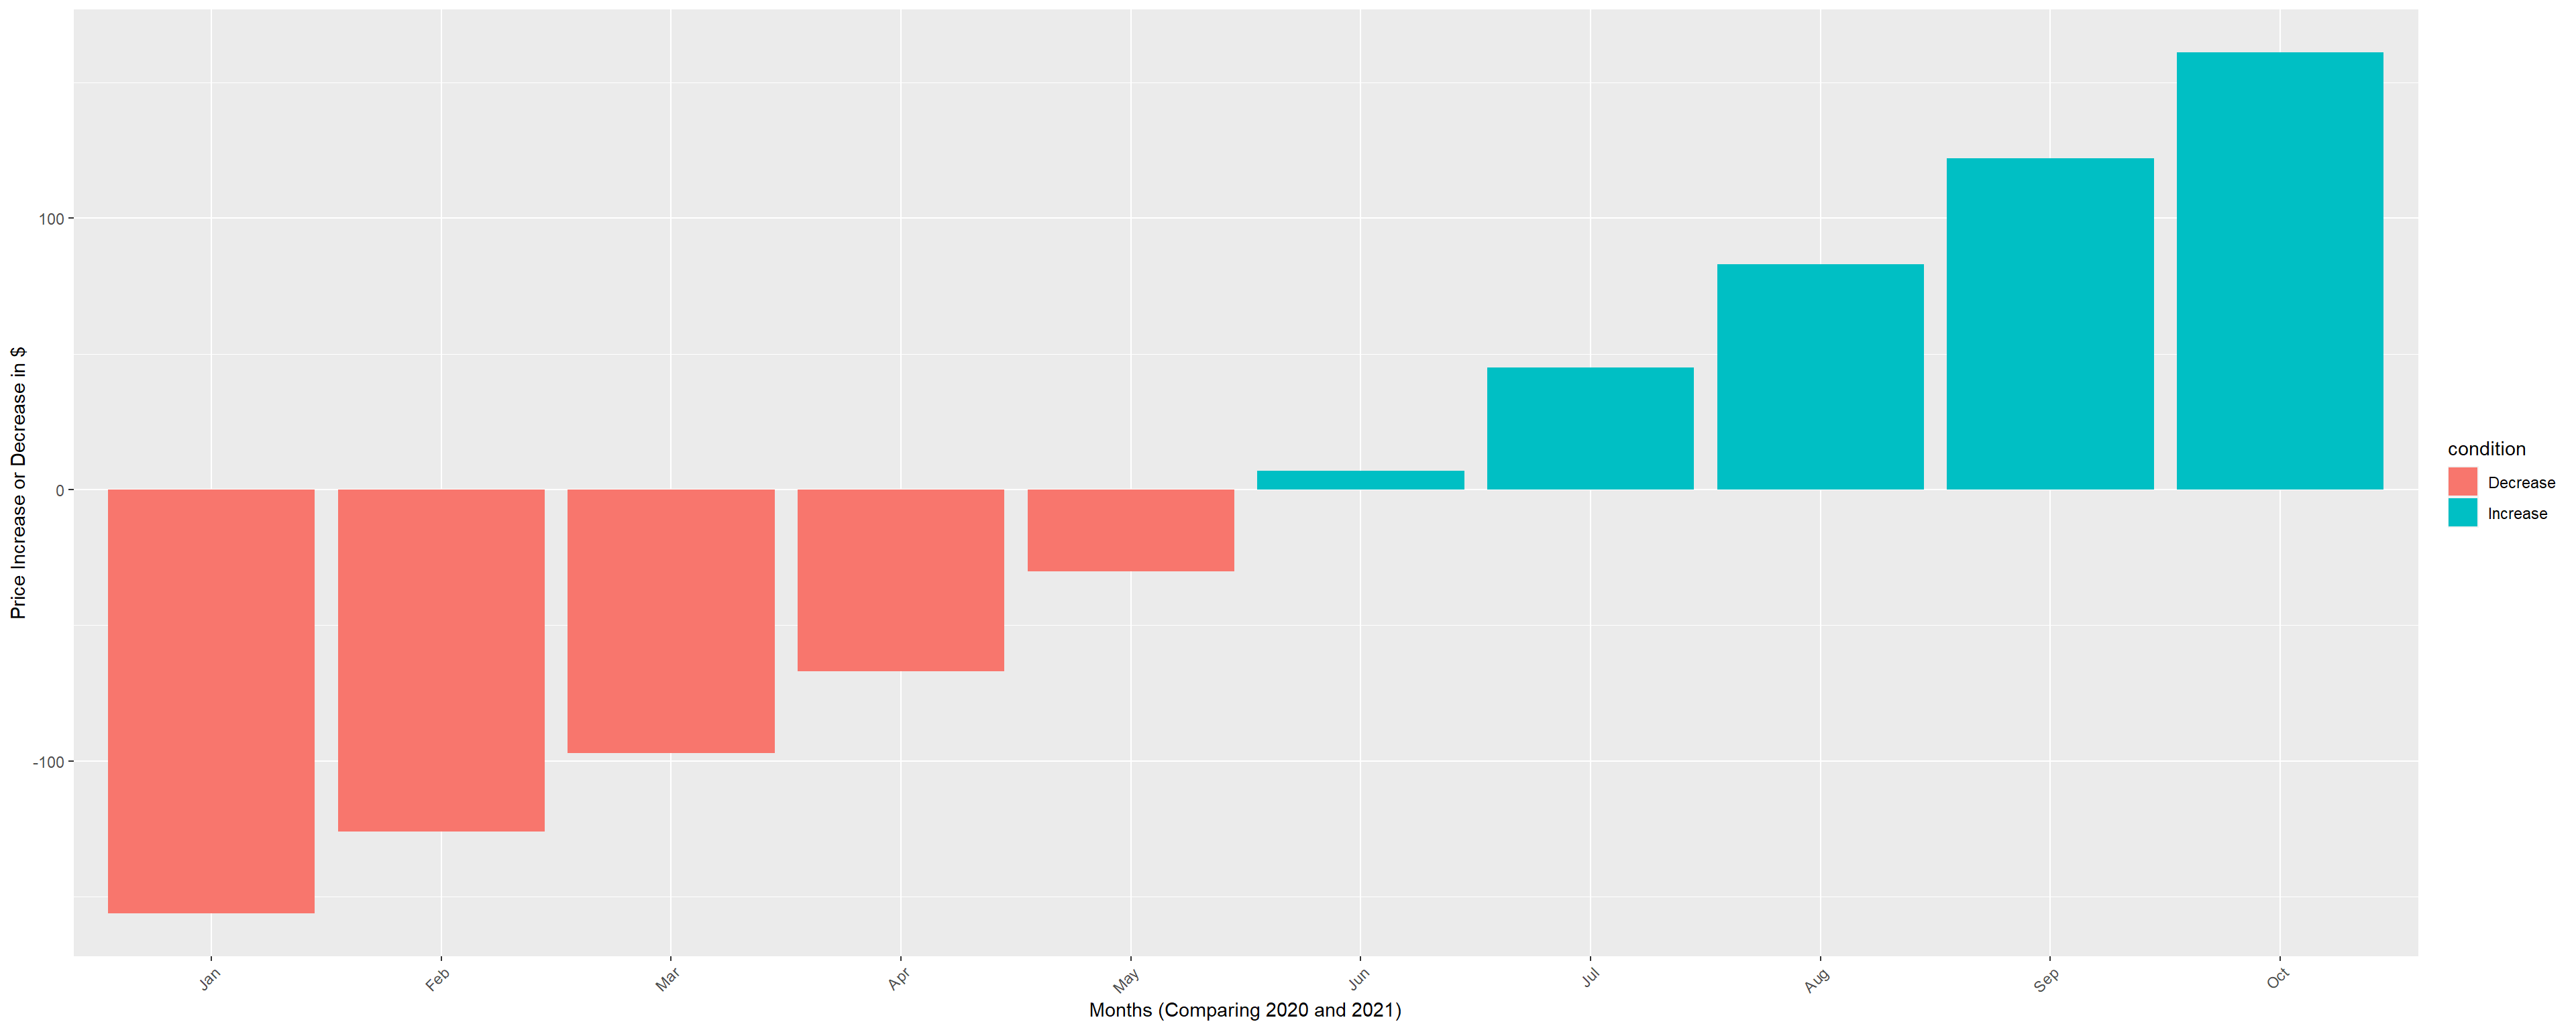 Price Increase or Decrease in $
100
0
-100
Jan
Feb
Mar
Apr
May
Jun
Jul
Aug
Sep
Oct
Months (Comparing 2020 and 2021)
condition
Decrease
Increase